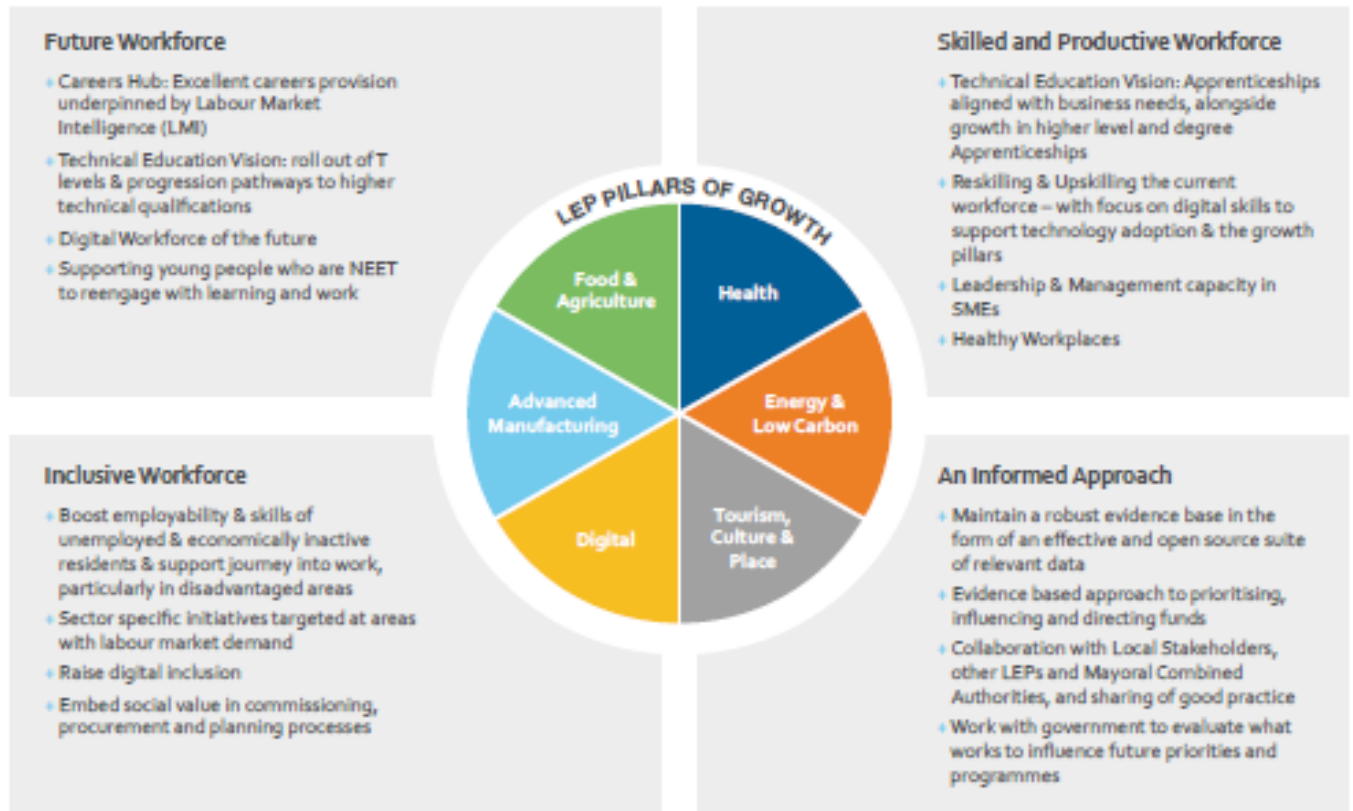 Future Workforce
+ Careers Hub: Excellent careers provision
underpinned by Labour Market
Intelligence (LMI)
+ Technical Education Vision: roll out of T
levels & progression pathways to higher
technical qualifications
+ Digital Workforce of the future
+ Supporting young people who are NEET
to reengage with learning and work
Skilled and Productive Workforce
+ Technical Education Vision: Apprenticeships
aligned with business needs, alongside
growth in higher level and degree
Apprenticeships
+ Reskilling & Upskilling the current
workforce – with focus on digital skills to
support technology adoption & the growth
pillars
+ Leadership & Management capacity in
SMEs
+ Healthy Workplaces
LEP PILLARS OF GROWTH
Food &
Agriculture
Health
Advanced
Manufacturing
Energy &
Low Carbon
Digital
Tourism,
Culture &
Place
Inclusive Workforce
+ Boost employability & skills of
unemployed & economically inactive
residents & support journey into work,
particularly in disadvantaged areas
+ Sector specific initiatives targeted at areas
with labour market demand
+ Raise digital inclusion
+ Embed social value in commissioning,
procurement and planning processes
An Informed Approach
+ Maintain a robust evidence base in the
form of an effective and open source suite
of relevant data
+ Evidence based approach to prioritising,
influencing and directing funds
+ Collaboration with Local Stakeholders,
other LEPs and Mayoral Combined
Authorities, and sharing of good practice
+ Work with government to evaluate what
works to influence future priorities and
programmes